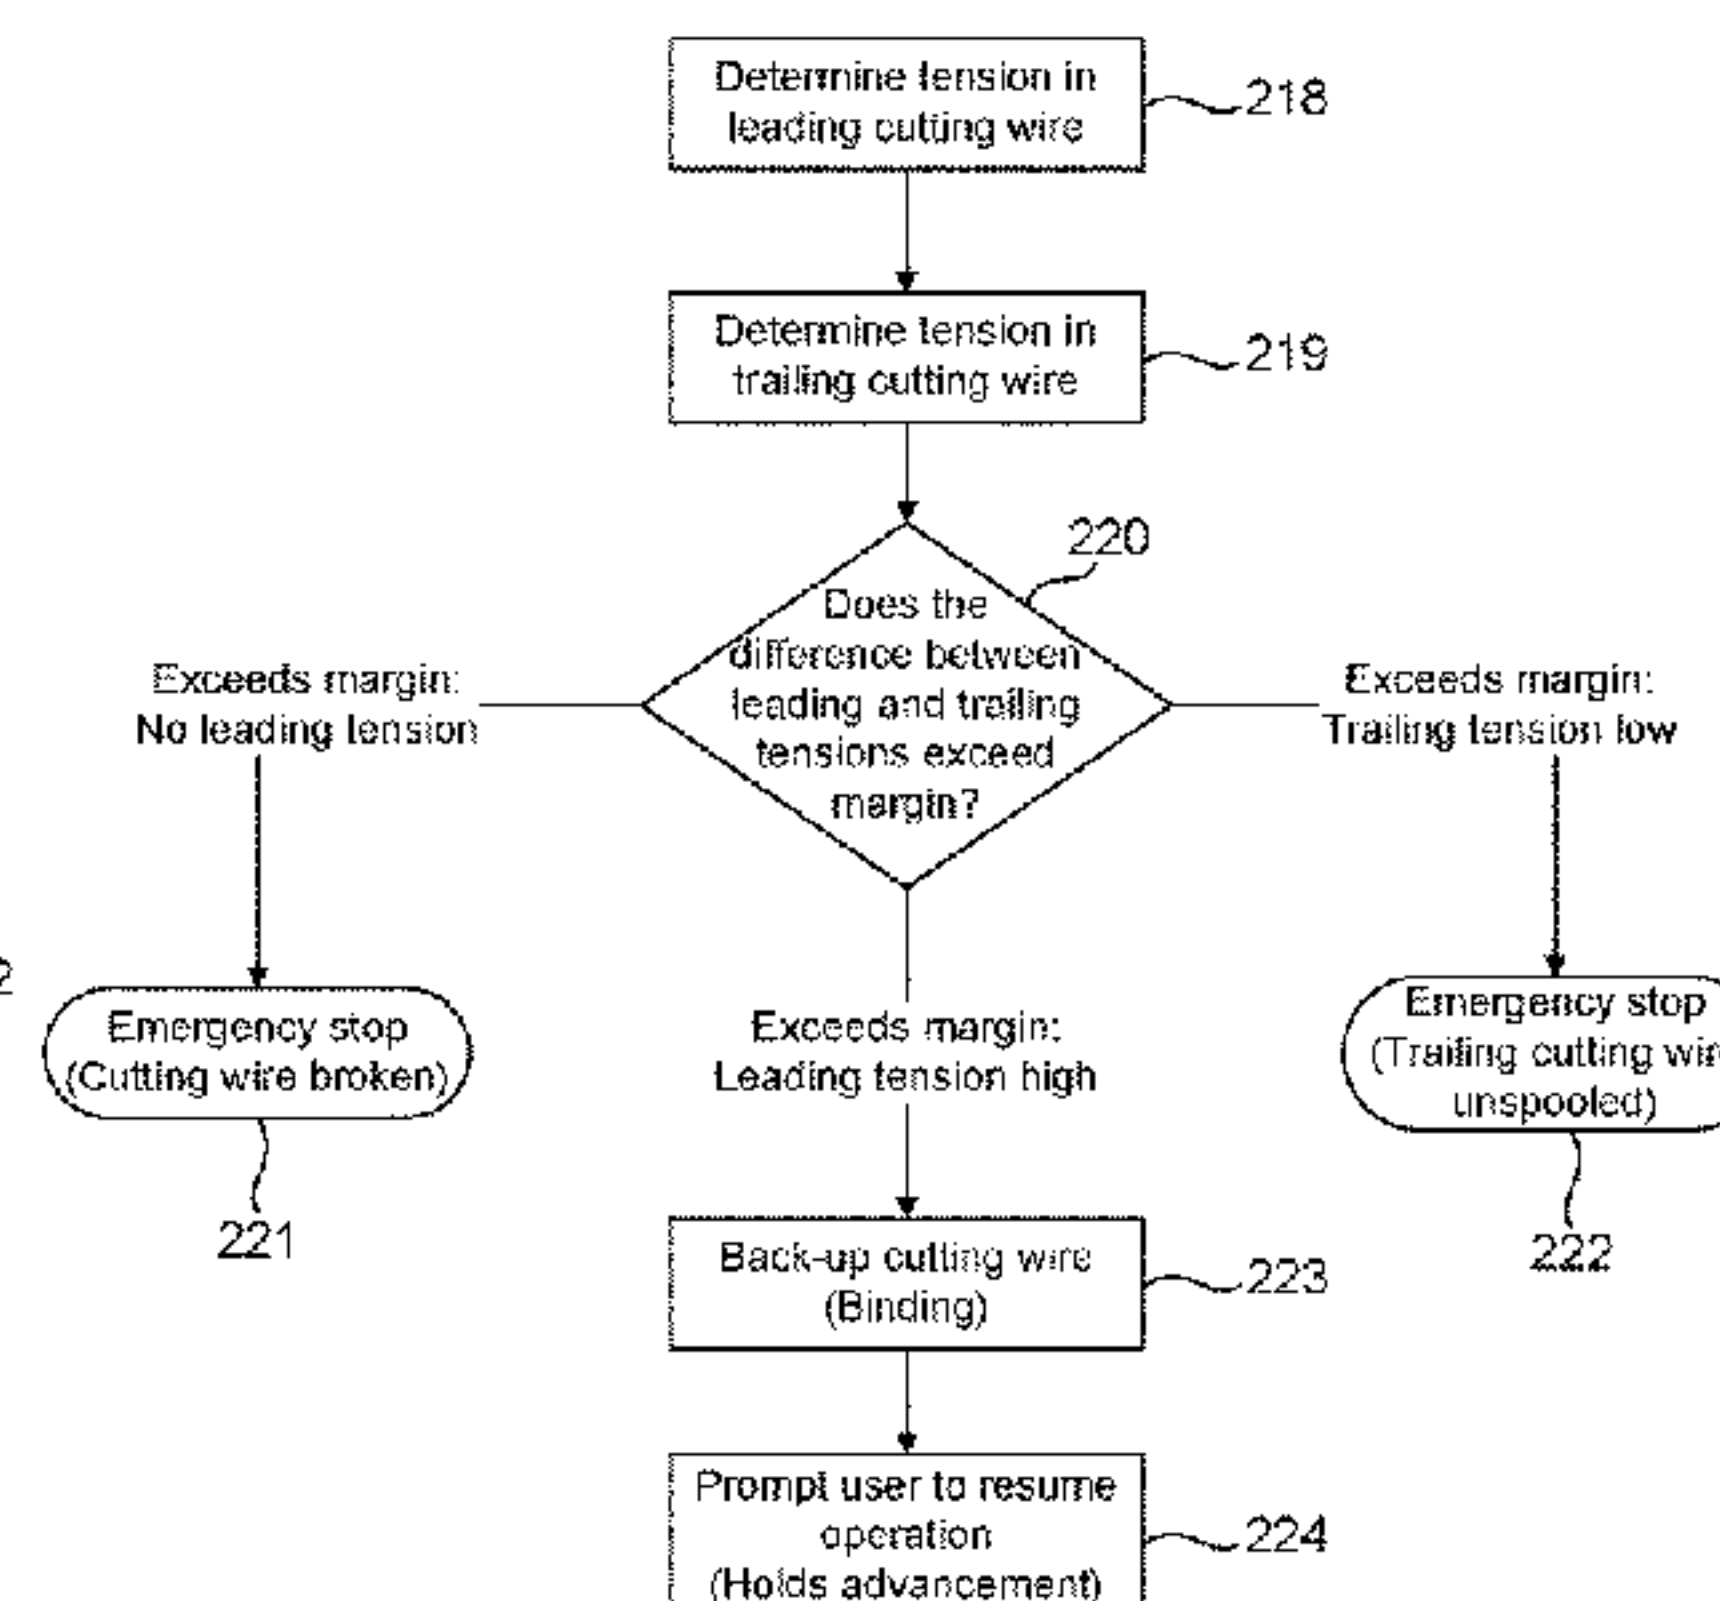 Determine tension in
leading cutting wire
218
Determine tension in
trailing cutting wire
219
220
Does the
difference between
leading and trailing
tensions exceed
margin?
Exceeds margin:
No leading tension
Exceeds margin:
Trailing tension low
2
Emergency stop
(Cutting wire broken)
221
Exceeds margin:
Leading tension high
Emergency stop
(Trailing cutting wir
unspooled)
222
Back-up cutting wire
(Binding)
223
Prompt user to resume
operation
(Holds advancement)
224